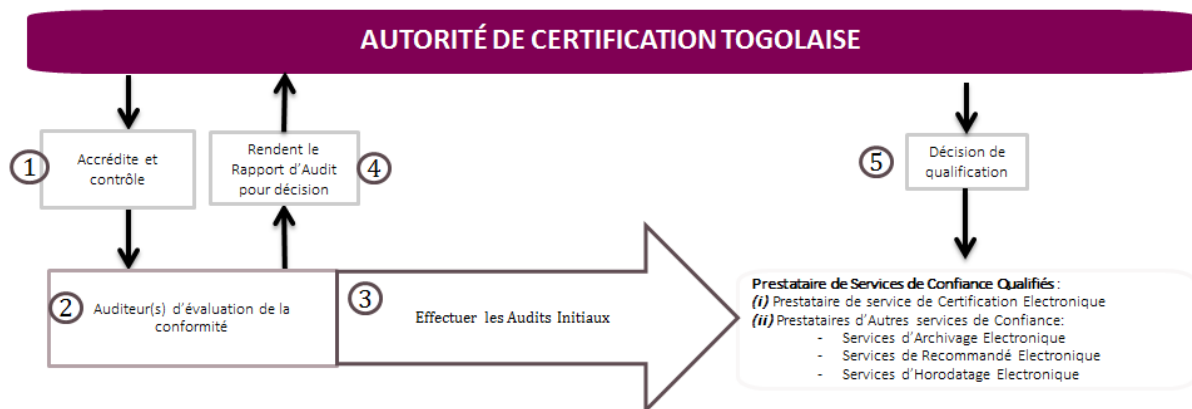 AUTORITÉ DE CERTIFICATION TOGOLAISE
1
Accrédite et
contrôle
Rendent le
Rapport d'Audit
pour décision
4
5
Décision de
qualification
2
Auditeur(s) d'évaluation de la
conformité
3
Effectuer les Audits Initiaux
Prestataire de Services de Confiance Qualifiés :
(i) Prestataire de service de Certification Electronique
(ii) Prestataires d'Autres services de Confiance:
- Services d'Archivage Electronique
- Services de Recommandé Electronique
- Services d'Horodatage Electronique